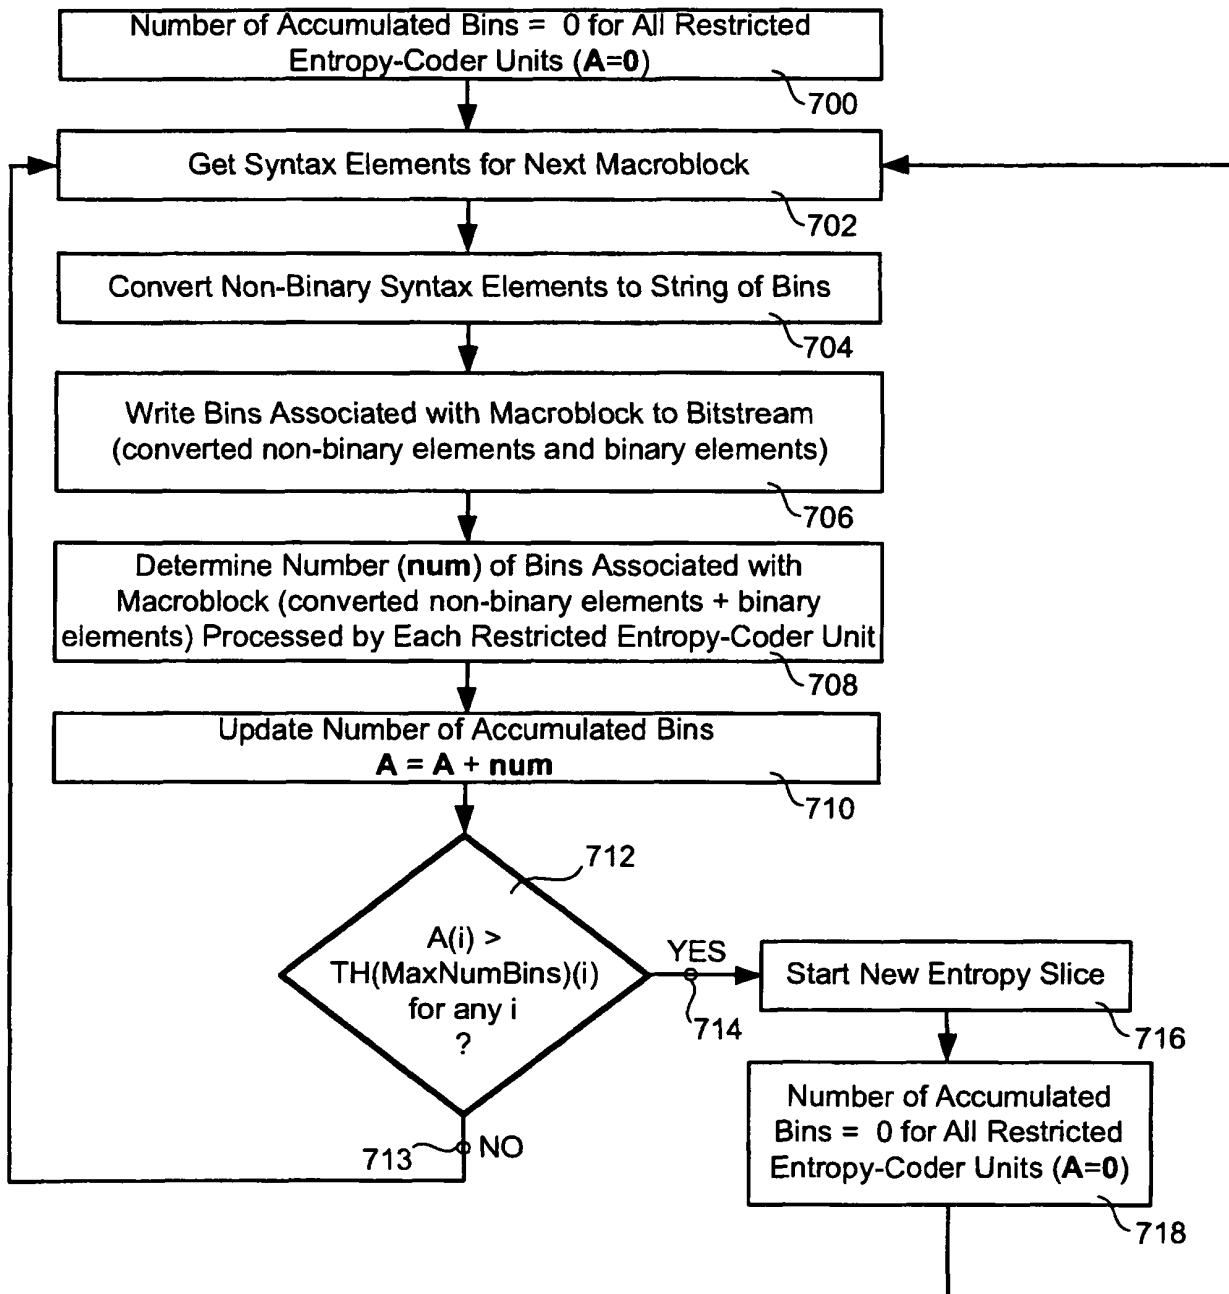 Number of Accumulated Bins = 0 for All Restricted
Entropy-Coder Units (A=0)
700
Get Syntax Elements for Next Macroblock
702
Convert Non-Binary Syntax Elements to String of Bins
704
Write Bins Associated with Macroblock to Bitstream
(converted non-binary elements and binary elements)
706
Determine Number (num) of Bins Associated with
Macroblock (converted non-binary elements + binary
elements) Processed by Each Restricted Entropy-Coder Unit
708
Update Number of Accumulated Bins
A = A + num
710
712
A(i) >
TH(MaxNumBins)(i)
for any i
?
YES
714
Start New Entropy Slice
716
713
NO
Number of Accumulated
Bins = 0 for All Restricted
Entropy-Coder Units (A=0)
718